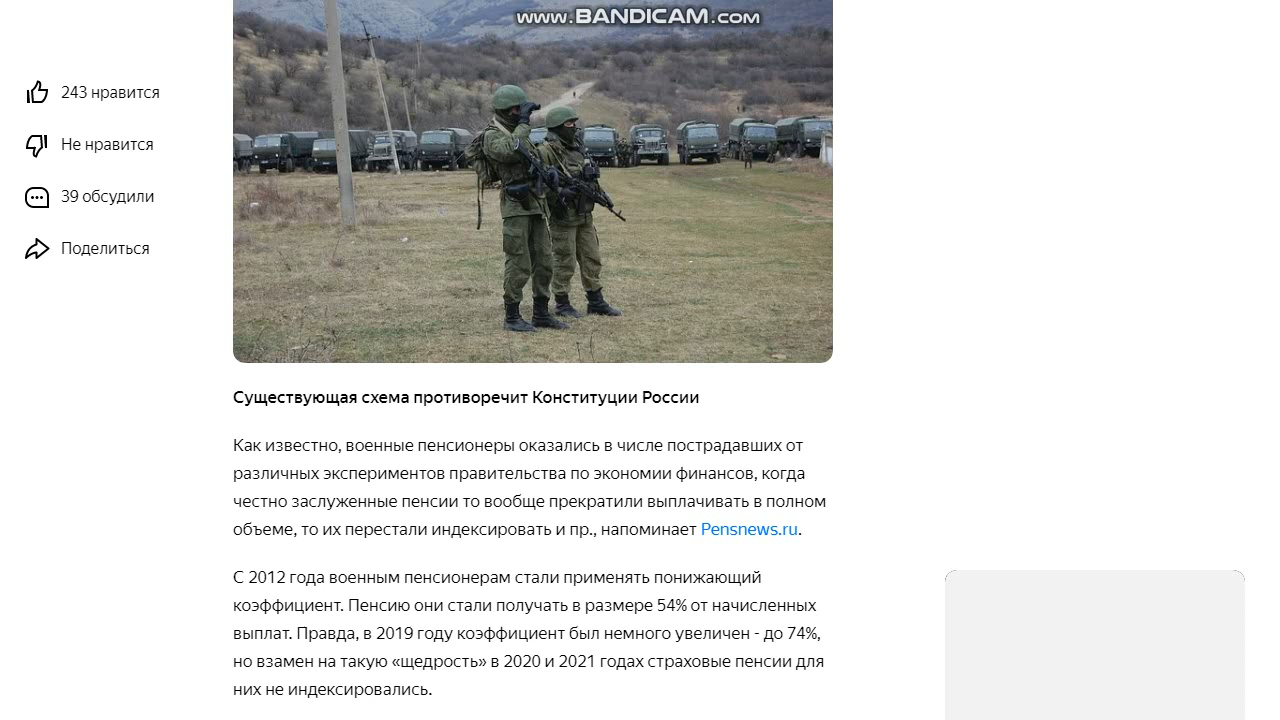 www.BANDICAM.com
243 нравится
Не нравится
39 обсудили
Поделиться
Существующая схема противоречит Конституции России
Как известно, военные пенсионеры оказались в числе пострадавших от
различных экспериментов правительства по экономии финансов, когда
честно заслуженные пенсии то вообще прекратили выплачивать в полном
объеме, то их перестали индексировать и пр., напоминает Pensnews.ru.
С 2012 года военным пенсионерам стали применять понижающий
коэффициент. Пенсию они стали получать в размере 54% от начисленных
выплат. Правда, в 2019 году коэффициент был немного увеличен - до 74%,
но взамен на такую «щедрость» в 2020 и 2021 годах страховые пенсии для
них не индексировались.